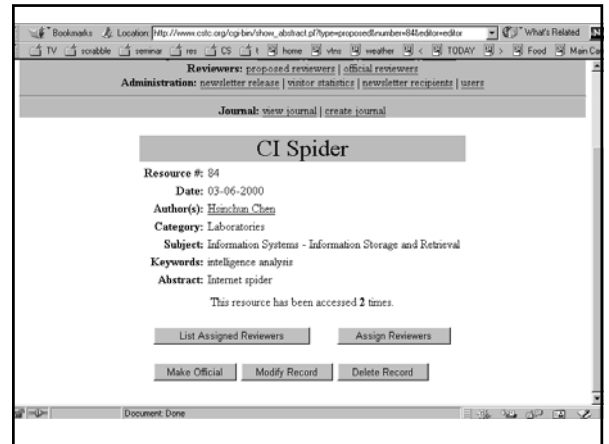 Bookmarks Location http://www.cstc.org/cgi-bin/show_abstract.pl?type=proposed&number=84&editor=editor What's Related
TV scrabble seminar res CS t home vtns weather < TODAY > Food Main Car
Reviewers: proposed reviewers | official reviewers
Administration: newsletter release | visitor statistics | newsletter recipients | users
Journal: view journal | create journal
CI Spider
Resource #: 84
Date: 03-06-2000
Author(s): Hsinchun Chen
Category: Laboratories
Subject: Information Systems - Information Storage and Retrieval
Keywords: intelligence analysis
Abstract: Internet spider
This resource has been accessed 2 times.
List Assigned Reviewers Assign Reviewers
Make Official Modify Record Delete Record
Document: Done